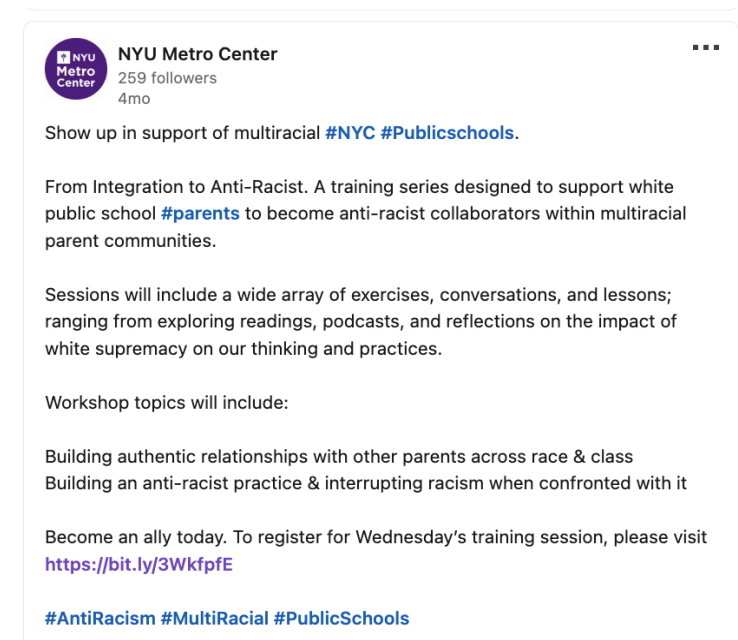 NYU
Metro
Center
NYU Metro Center
259 followers
4mo
Show up in support of multiracial #NYC #Publicschools.
From Integration to Anti-Racist. A training series designed to support white
public school #parents to become anti-racist collaborators within multiracial
parent communities.
Sessions will include a wide array of exercises, conversations, and lessons;
ranging from exploring readings, podcasts, and reflections on the impact of
white supremacy on our thinking and practices.
Workshop topics will include:
Building authentic relationships with other parents across race & class
Building an anti-racist practice & interrupting racism when confronted with it
Become an ally today. To register for Wednesday’s training session, please visit
https://bit.ly/3WkfpfE
#AntiRacism #MultiRacial #PublicSchools